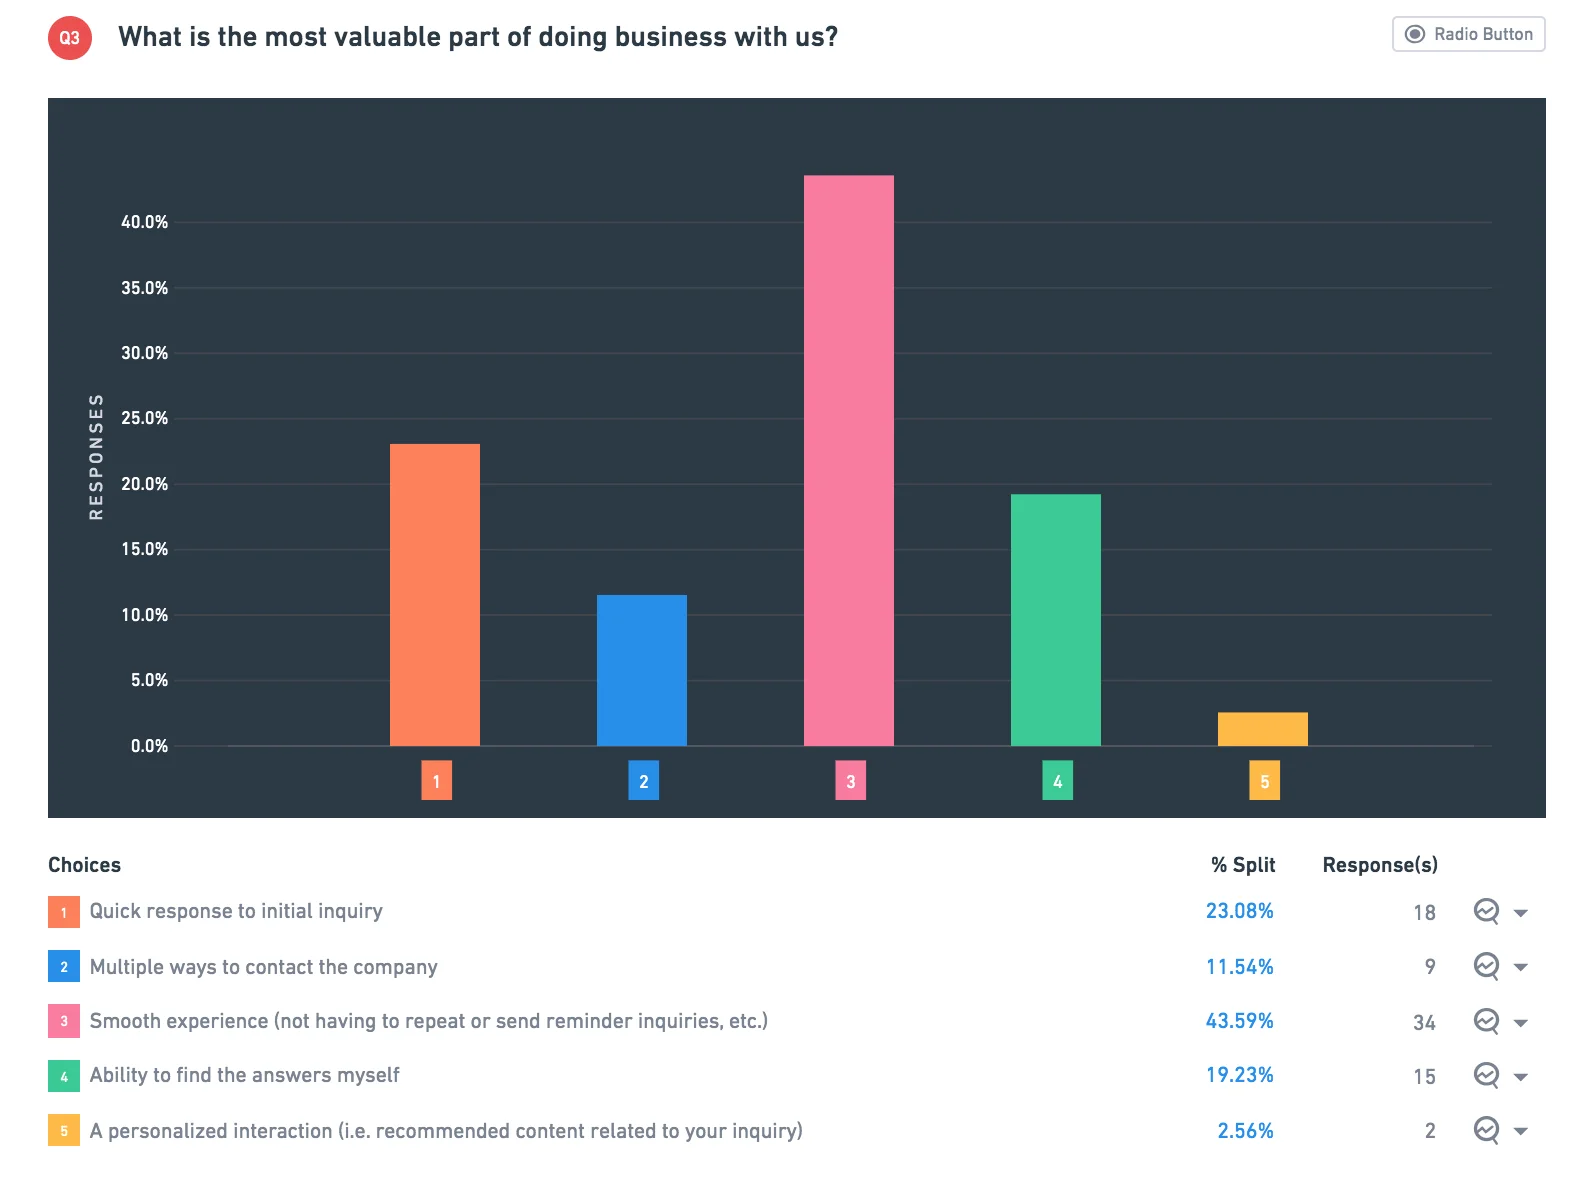 Q3 What is the most valuable part of doing business with us? Radio Button
40.0%
35.0%
30.0%
25.0%
20.0%
15.0%
10.0%
5.0%
0.0%
RESPONSES
1 2 3 4 5
Choices % Split Response(s)
1 Quick response to initial inquiry 23.08% 18
2 Multiple ways to contact the company 11.54% 9
3 Smooth experience (not having to repeat or send reminder inquiries, etc.) 43.59% 34
4 Ability to find the answers myself 19.23% 15
5 A personalized interaction (i.e. recommended content related to your inquiry) 2.56% 2